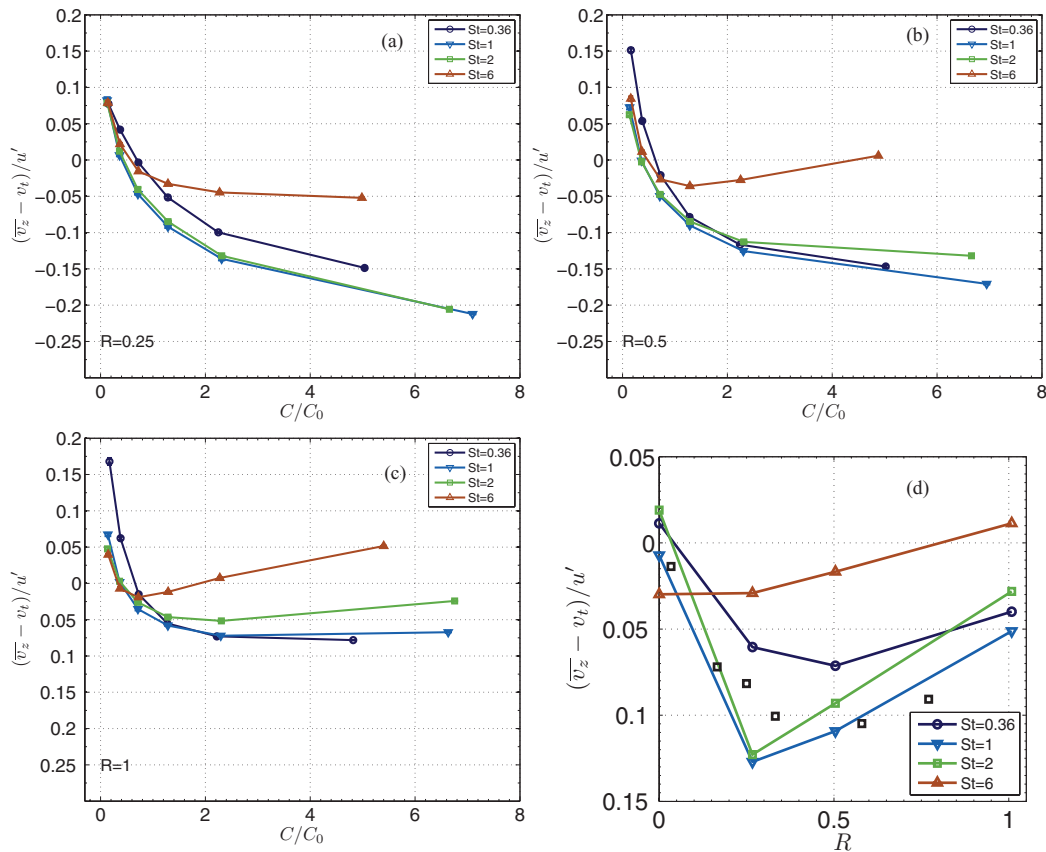 (a)
St=0.36
St=1
St=2
St=6
0.2
0.15
0.1
0.05
0
−0.05
−0.1
−0.15
−0.2
−0.25
(v̅z − vt)/u′
R=0.25
0 2 4 6 8
C/C0
(b)
St=0.36
St=1
St=2
St=6
0.2
0.15
0.1
0.05
0
−0.05
−0.1
−0.15
−0.2
−0.25
(v̅z − vt)/u′
R=0.5
0 2 4 6 8
C/C0
(c)
St=0.36
St=1
St=2
St=6
0.2
0.15
0.1
0.05
0
0.05
0.1
0.15
0.2
0.25
(v̅z − vt)/u′
R=1
0 2 4 6 8
C/C0
(d)
0.05
0
0.05
0.1
0.15
(v̅z − vt)/u′
St=0.36
St=1
St=2
St=6
0 0.5 1
R